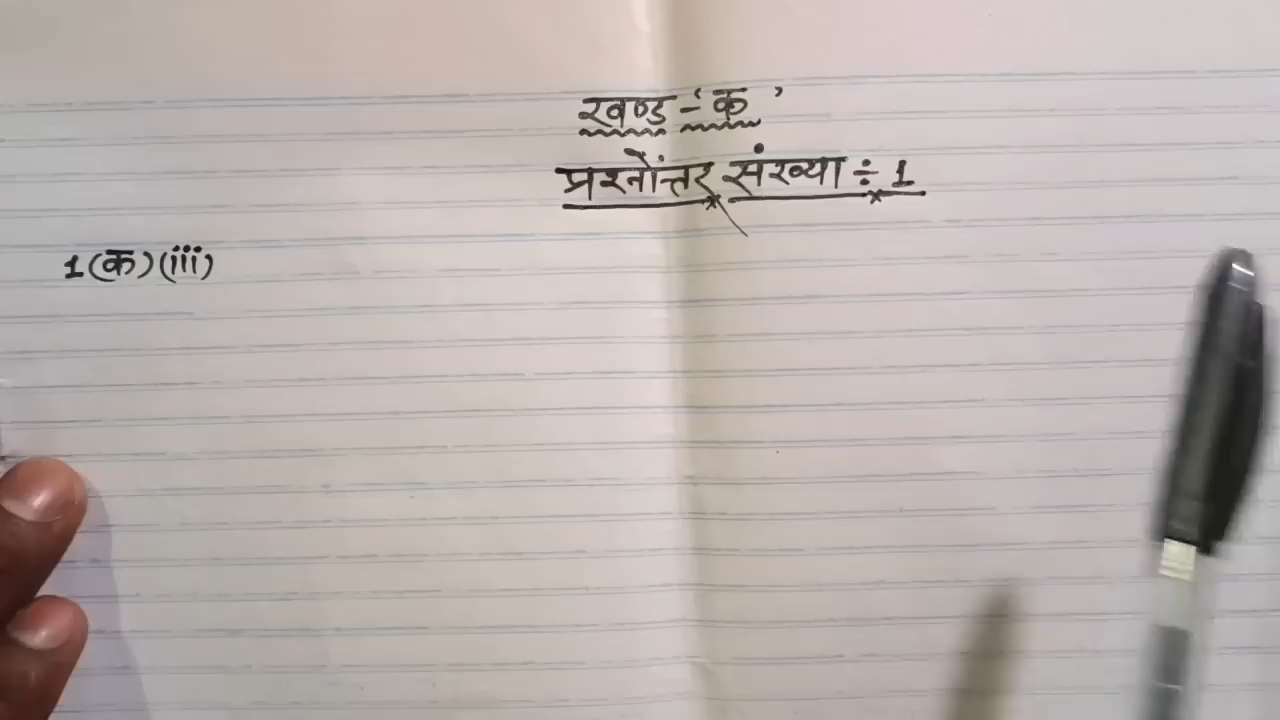 खण्ड - 'क'
प्रश्नोंत्तर संख्या ÷ 1
1 (क) (iii)